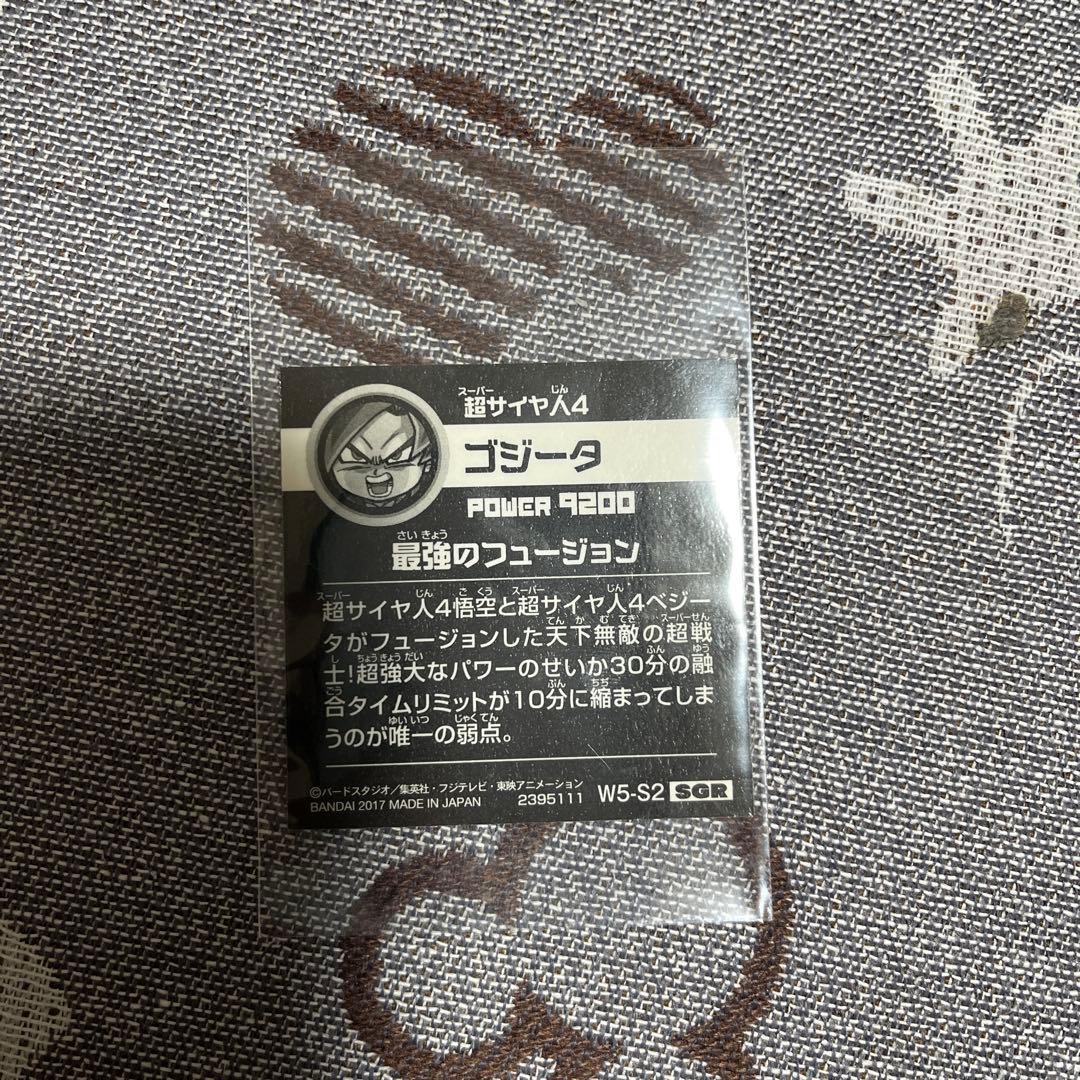 超サイヤ人4
ゴジータ
POWER 9200
最強のフュージョン
超サイヤ人4悟空と超サイヤ人4ベジー
タがフュージョンした天下無敵の超戦
士!超強大なパワーのせいか30分の融
合タイムリミットが10分に縮まってしま
うのが唯一の弱点。
©バードスタジオ/集英社・フジテレビ・東映アニメーション
BANDAI 2017 MADE IN JAPAN 2395111 W5-S2 SGR